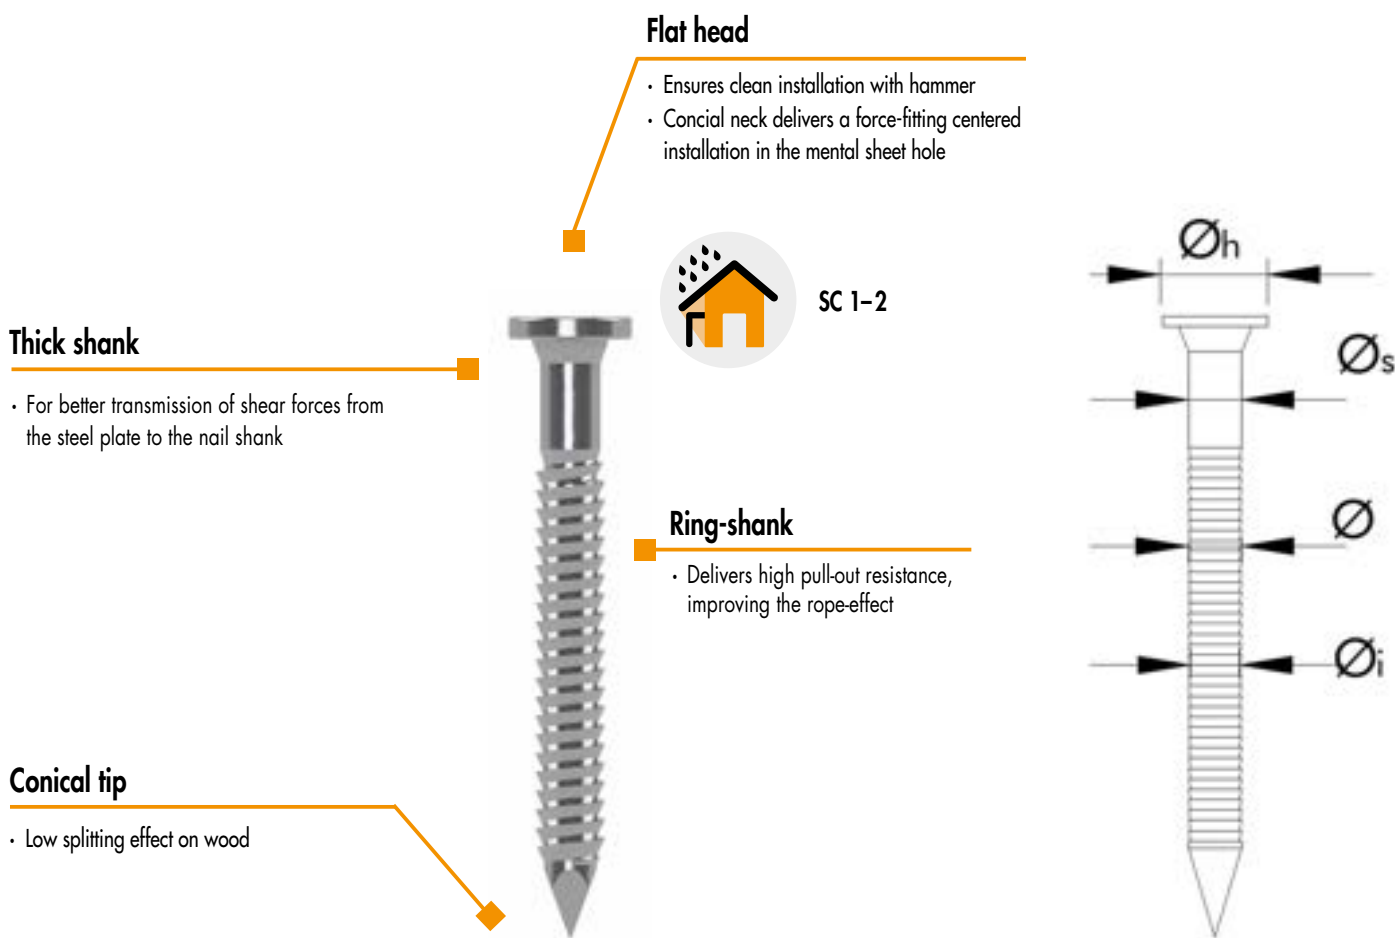 Flat head
· Ensures clean installation with hammer
· Concial neck delivers a force-fitting centered
installation in the mental sheet hole
SC 1–2
Thick shank
· For better transmission of shear forces from
the steel plate to the nail shank
Ring-shank
· Delivers high pull-out resistance,
improving the rope-effect
Conical tip
· Low splitting effect on wood
Øh
Øs
Ø
Øi